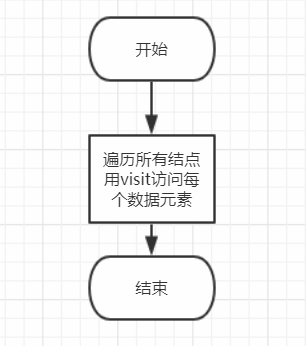 开始
遍历所有结点
用visit访问每
个数据元素
结束